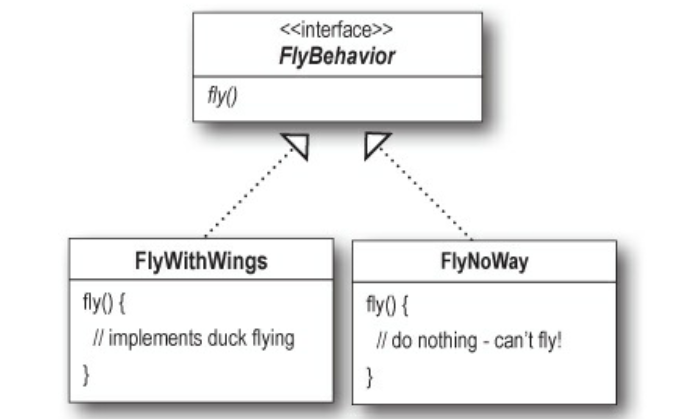 <<interface>>
FlyBehavior
fly()
FlyWithWings
fly() {
// implements duck flying
}
FlyNoWay
fly() {
// do nothing - can't fly!
}